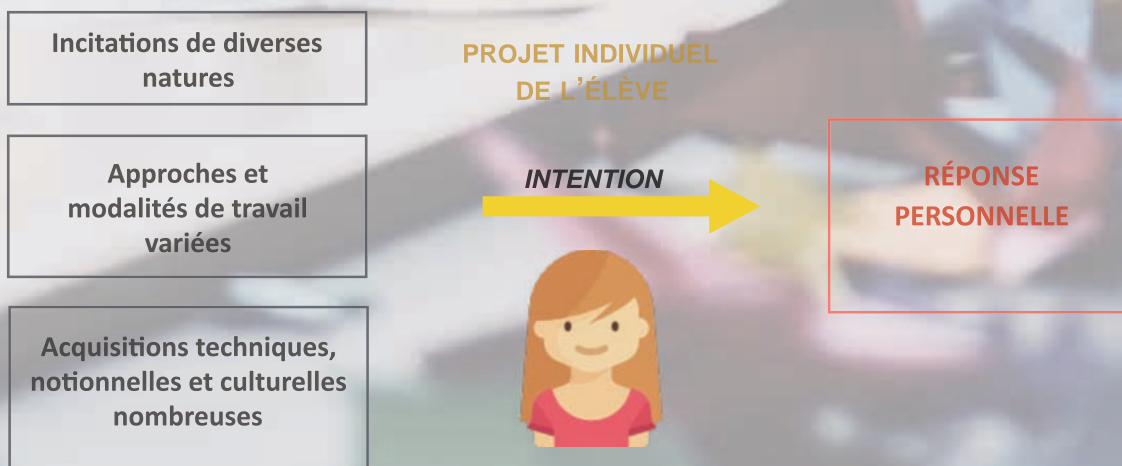 Incitations de diverses
natures
Approches et
modalités de travail
variées
Acquisitions techniques,
notionnelles et culturelles
nombreuses
PROJET INDIVIDUEL
DE L'ÉLÈVE
INTENTION
RÉPONSE
PERSONNELLE